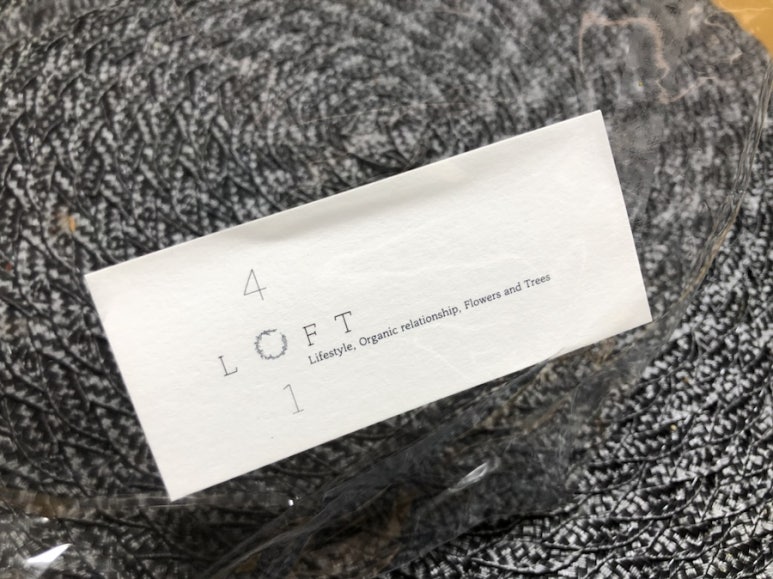 4
LOFT
Lifestyle, Organic relationship, Flowers and Trees
1